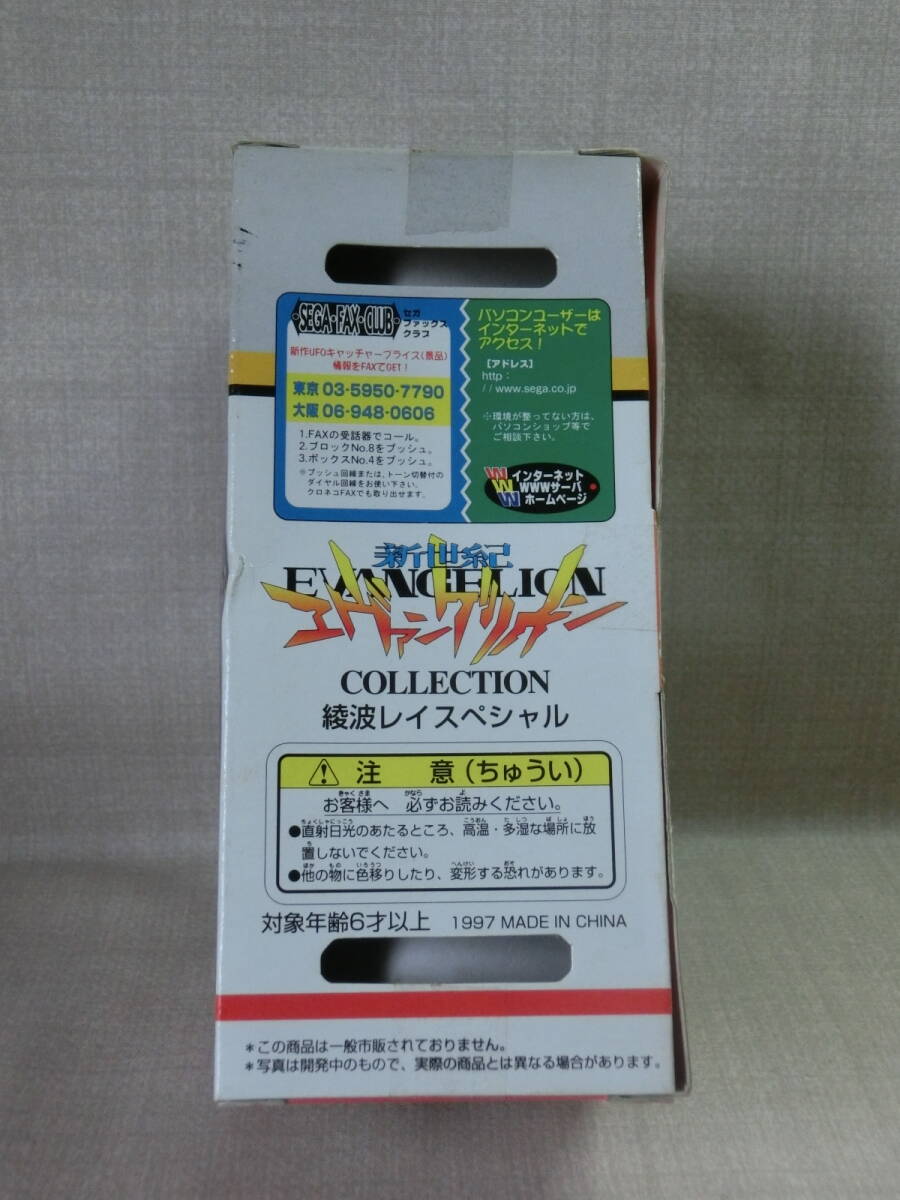 SEGA・FAX・CLUB
セガ
ファックス
クラブ
新作UFOキャッチャープライズ(景品)
情報をFAXでGET!
東京 03-5950-7790
大阪 06-948-0606
1.FAXの受話器でコール。
2.ブロックNo.8をプッシュ。
3.ボックスNo.4をプッシュ。
※プッシュ回線または、トーン切替付の
ダイヤル回線をお使い下さい。
クロネコFAXでも取り出せます。
パソコンユーザーは
インターネットで
アクセス!
【アドレス】
http:
//www.sega.co.jp
※環境が整ってない方は、
パソコンショップ等で
ご相談下さい。
WWW
インターネット
WWWサーバ
ホームページ
新世紀
EVANGELION
エヴァンゲリオン
COLLECTION
綾波レイスペシャル
注 意(ちゅうい)
お客様へ 必ずお読みください。
●直射日光のあたるところ、高温・多湿な場所に放
置しないでください。
●他の物に色移りしたり、変形する恐れがあります。
対象年齢6才以上 1997 MADE IN CHINA
*この商品は一般市販されておりません。
*写真は開発中のもので、実際の商品とは異なる場合があります。